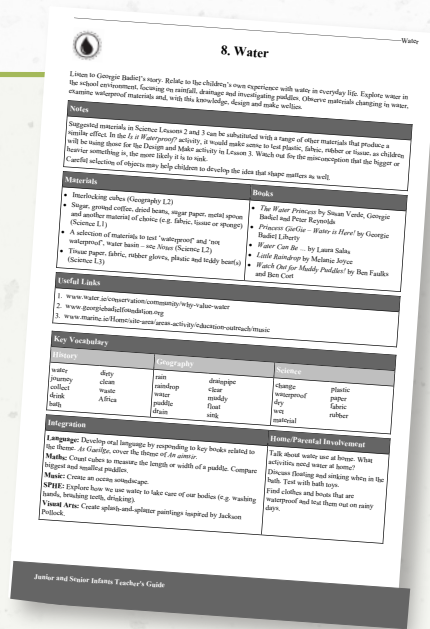 Water
8. Water
Listen to Georgie Badiel's story. Relate to the children's own experience with water in everyday life. Explore water in
the school environment, focusing on rainfall, drainage and investigating puddles. Observe materials changing in water,
examine waterproof materials and, with this knowledge, design and make wellies.
Notes
Suggested materials in Science Lessons 2 and 3 can be substituted with a range of other materials that produce a
similar effect. In the Is it Waterproof? activity, it would make sense to test plastic, fabric, rubber or tissue, as children
will be using those for the Design and Make activity in Lesson 3. Watch out for the misconception that the bigger or
heavier something is, the more likely it is to sink.
Careful selection of objects may help children to develop the idea that shape matters as well.
Materials
• Interlocking cubes (Geography L2)
• Sugar, ground coffee, dried beans, sugar paper, metal spoon
and another material of choice (e.g. fabric, tissue or sponge)
(Science L1)
• A selection of materials to test "waterproof" and 'not
waterproof', water basin – see Notes (Science L2)
• Tissue paper, fabric, rubber gloves, plastic and teddy bear(s)
(Science L3)
Books
• The Water Princess by Susan Verde, Georgie
Badiel and Peter Reynolds
• Princess GieGie – Water is Here! by Georgie
Badiel Liberty
• Water Can Be ... by Laura Salas
• Little Raindrop by Melanie Joyce
• Watch Out for Muddy Puddles! by Ben Faulks
and Ben Cort
Useful Links
1. www.water.ie/conservation/community/why-value-water
2. www.georgiebadielfoundation.org
3. www.marine.ie/Home/site-area/areas-activity/education-outreach/music
Key Vocabulary
History
water dirty
journey clean
collect waste
drink Africa
bath
Geography
rain drainpipe
raindrop clear
water muddy
puddle float
drain sink
Science
change plastic
waterproof paper
dry fabric
wet rubber
material
Integration
Language: Develop oral language by responding to key books related to
the theme. As Gaeilge, cover the theme of An aimsir.
Maths: Count cubes to measure the length or width of a puddle. Compare
biggest and smallest puddles.
Music: Create an ocean soundscape.
SPHE: Explore how we use water to take care of our bodies (e.g. washing
hands, brushing teeth, drinking).
Visual Arts: Create splash-and-splatter paintings inspired by Jackson
Pollock.
Home/Parental Involvement
Talk about water use at home. What
activities need water at home?
Discuss floating and sinking when in the
bath. Test with bath toys.
Find clothes and boots that are
waterproof and test them out on rainy
days.
Junior and Senior Infants Teacher's Guide